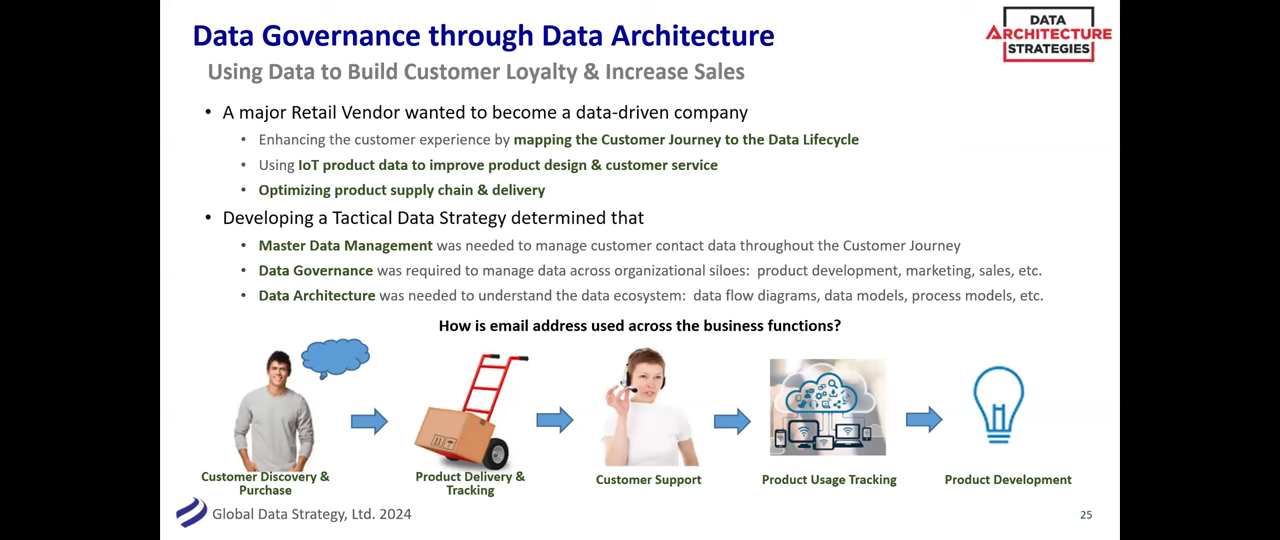 Data Governance through Data Architecture
DATA
ARCHITECTURE
STRATEGIES
Using Data to Build Customer Loyalty & Increase Sales
• A major Retail Vendor wanted to become a data-driven company
• Enhancing the customer experience by mapping the Customer Journey to the Data Lifecycle
• Using IoT product data to improve product design & customer service
• Optimizing product supply chain & delivery
• Developing a Tactical Data Strategy determined that
• Master Data Management was needed to manage customer contact data throughout the Customer Journey
• Data Governance was required to manage data across organizational siloes: product development, marketing, sales, etc.
• Data Architecture was needed to understand the data ecosystem: data flow diagrams, data models, process models, etc.
How is email address used across the business functions?
Customer Discovery &
Purchase
Product Delivery &
Tracking
Customer Support
Product Usage Tracking
Product Development
Global Data Strategy, Ltd. 2024
25